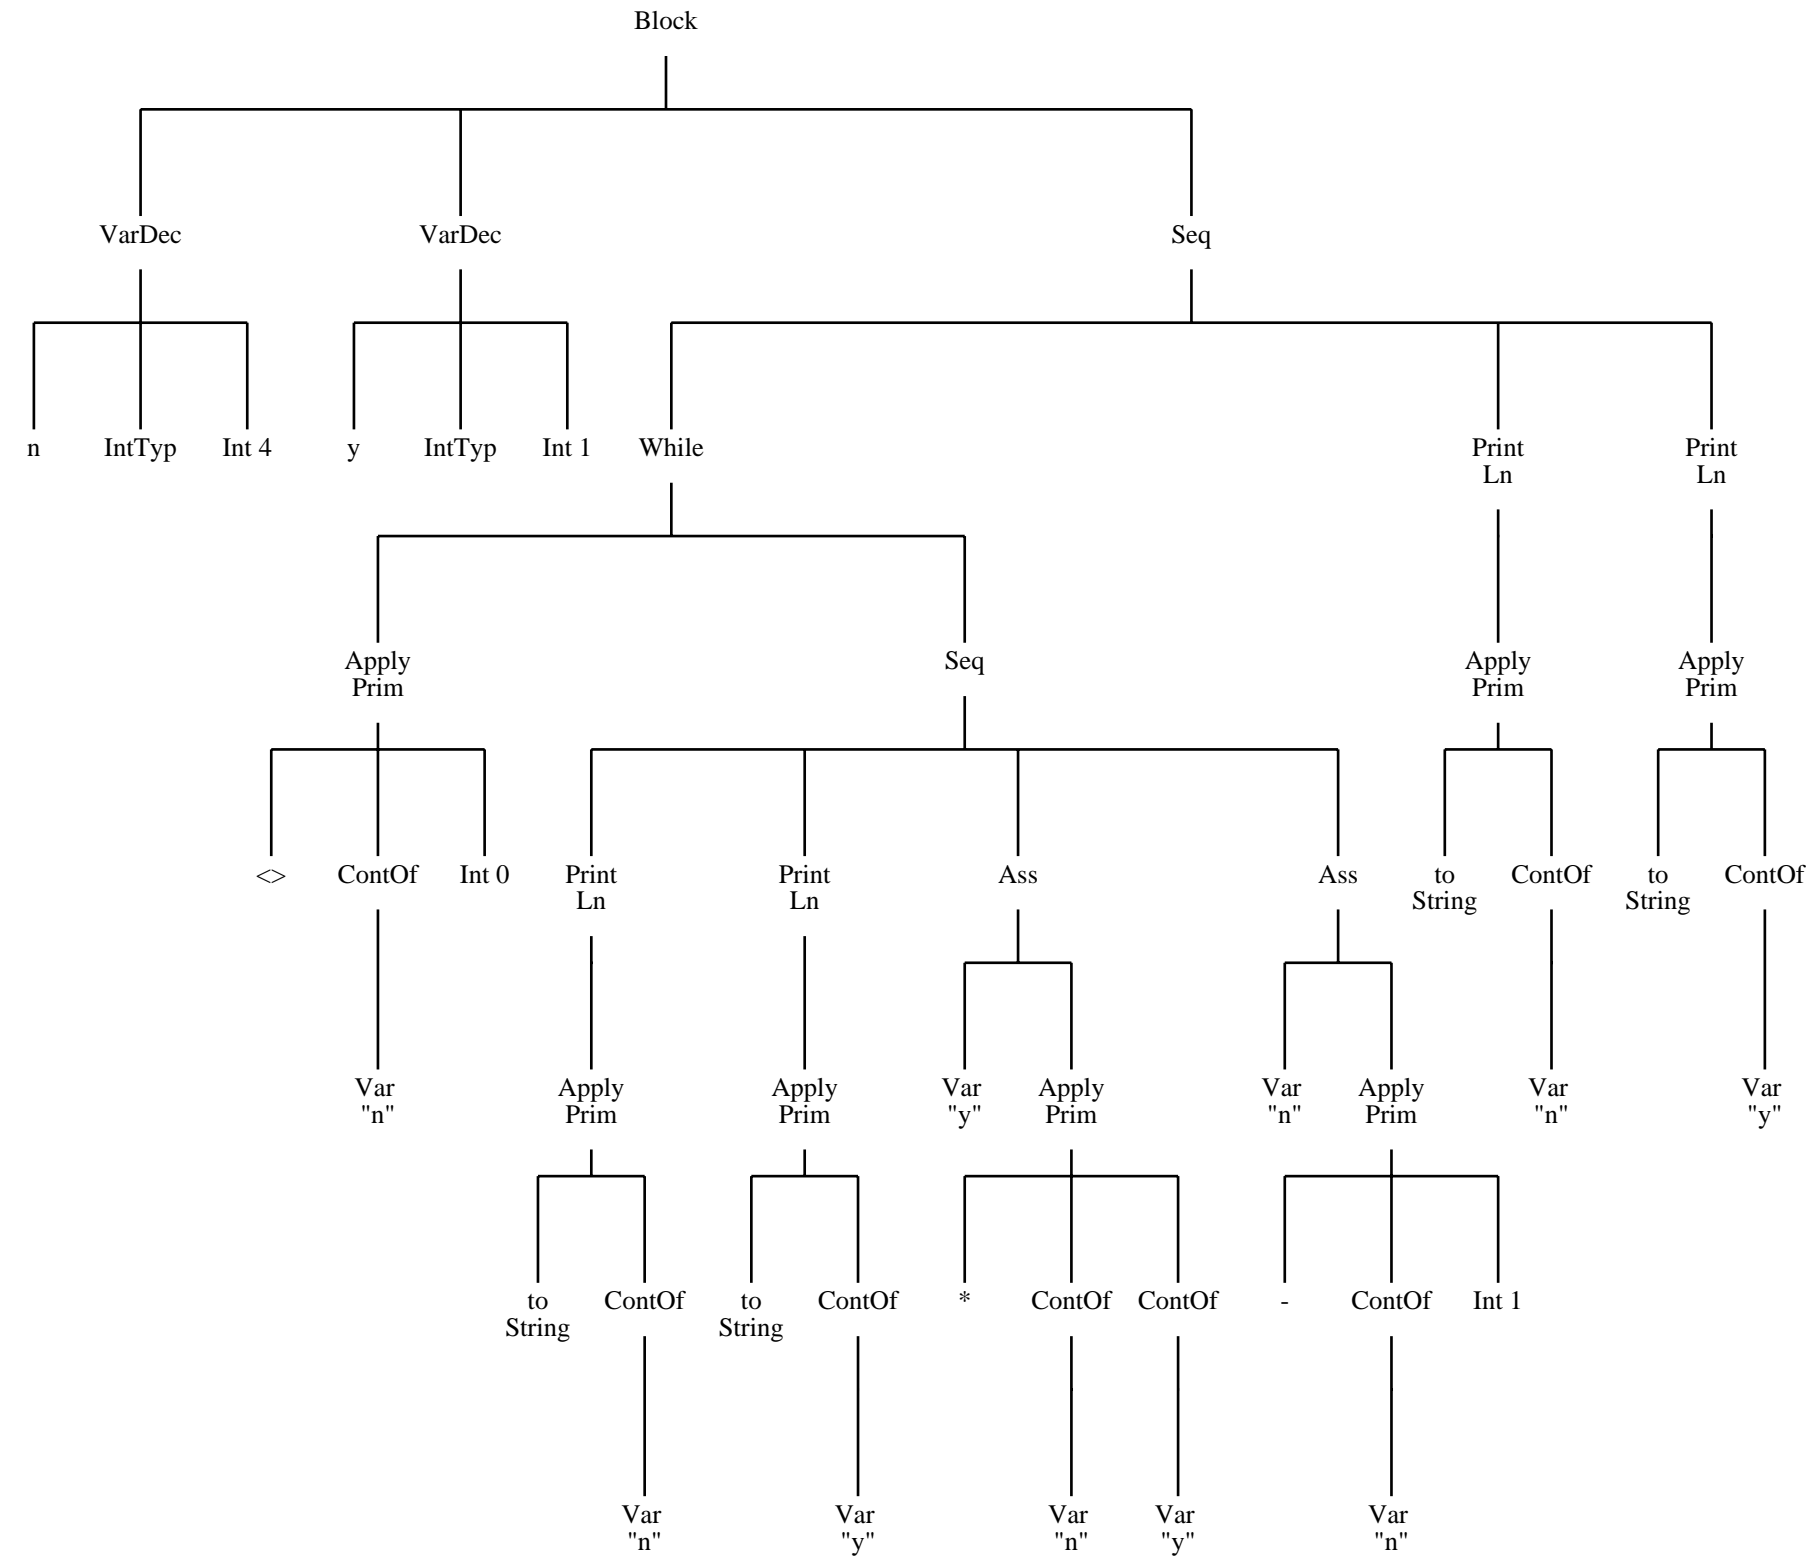 Block
VarDec VarDec Seq
n IntTyp Int 4 y IntTyp Int 1 While Print Print
Ln Ln
Apply Seq Apply Apply
Prim Prim Prim
<> ContOf Int 0 Print Print Ass Ass to ContOf to ContOf
Ln Ln String String
Var Apply Apply Var Apply Var Apply Var Var
"n" Prim Prim "y" Prim "n" Prim "n" "y"
to ContOf to ContOf * ContOf ContOf - ContOf Int 1
String String
Var Var Var Var Var
"n" "y" "n" "y" "n"